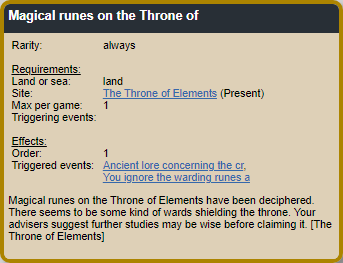 Magical runes on the Throne of
Rarity: always
Requirements:
Land or sea: land
Site: The Throne of Elements (Present)
Max per game: 1
Triggering events:
Effects:
Order: 1
Triggered events: Ancient lore concerning the cr,
You ignore the warding runes a
Magical runes on the Throne of Elements have been deciphered.
There seems to be some kind of wards shielding the throne. Your
advisers suggest further studies may be wise before claiming it. [The
Throne of Elements]